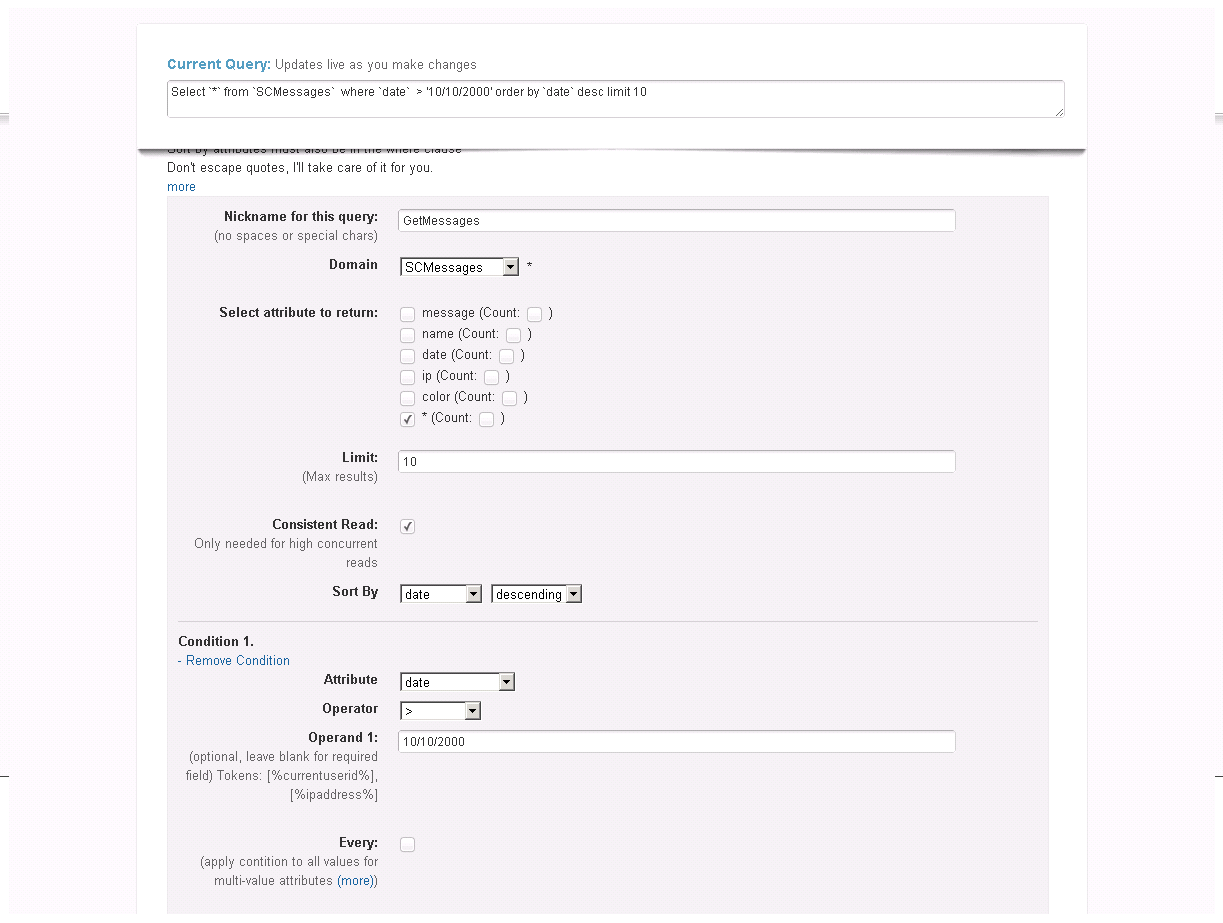 Current Query: Updates live as you make changes
Select `*` from `SCMessages`  where `date`  > '10/10/2000' order by `date` desc limit 10
Sort by attributes must also be in the where clause
Don't escape quotes, I'll take care of it for you.
more
Nickname for this query: GetMessages
(no spaces or special chars)
Domain SCMessages *
Select attribute to return: message (Count: )
name (Count: )
date (Count: )
ip (Count: )
color (Count: )
* (Count: )
Limit: 10
(Max results)
Consistent Read:
Only needed for high concurrent
reads
Sort By date descending
Condition 1.
- Remove Condition
Attribute date
Operator >
Operand 1: 10/10/2000
(optional, leave blank for required
field) Tokens: [%currentuserid%],
[%ipaddress%]
Every:
(apply contition to all values for
multi-value attributes (more))